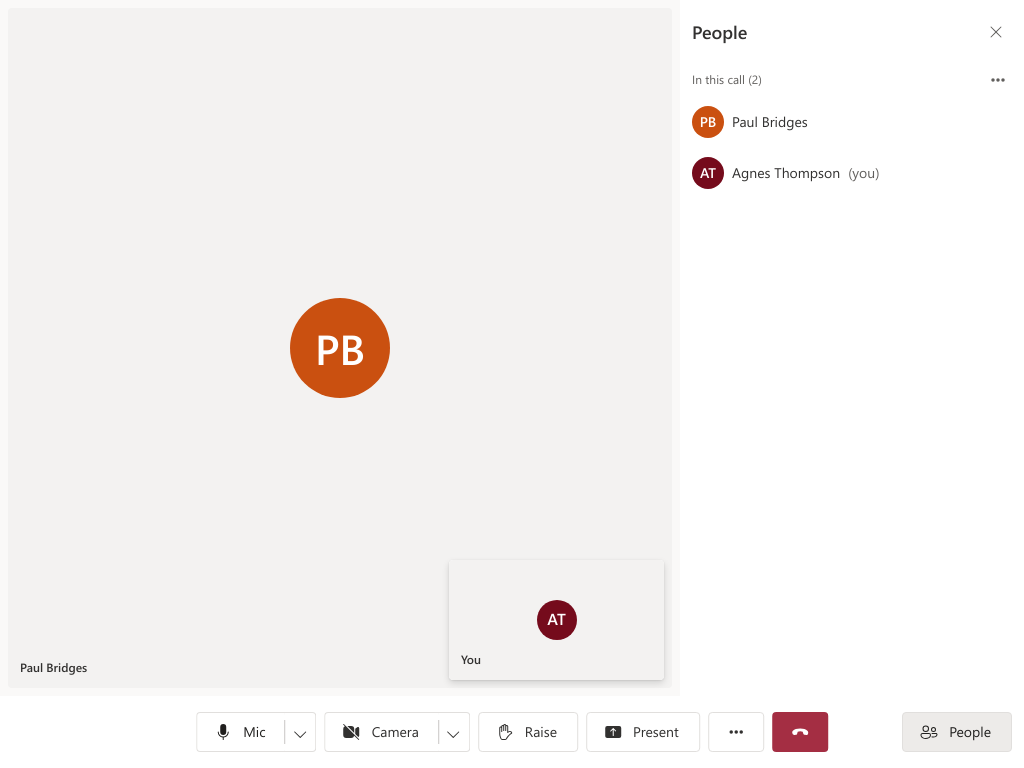 PB
Paul Bridges
AT
You
People
In this call (2)
PB Paul Bridges
AT Agnes Thompson (you)
Mic Camera Raise Present People